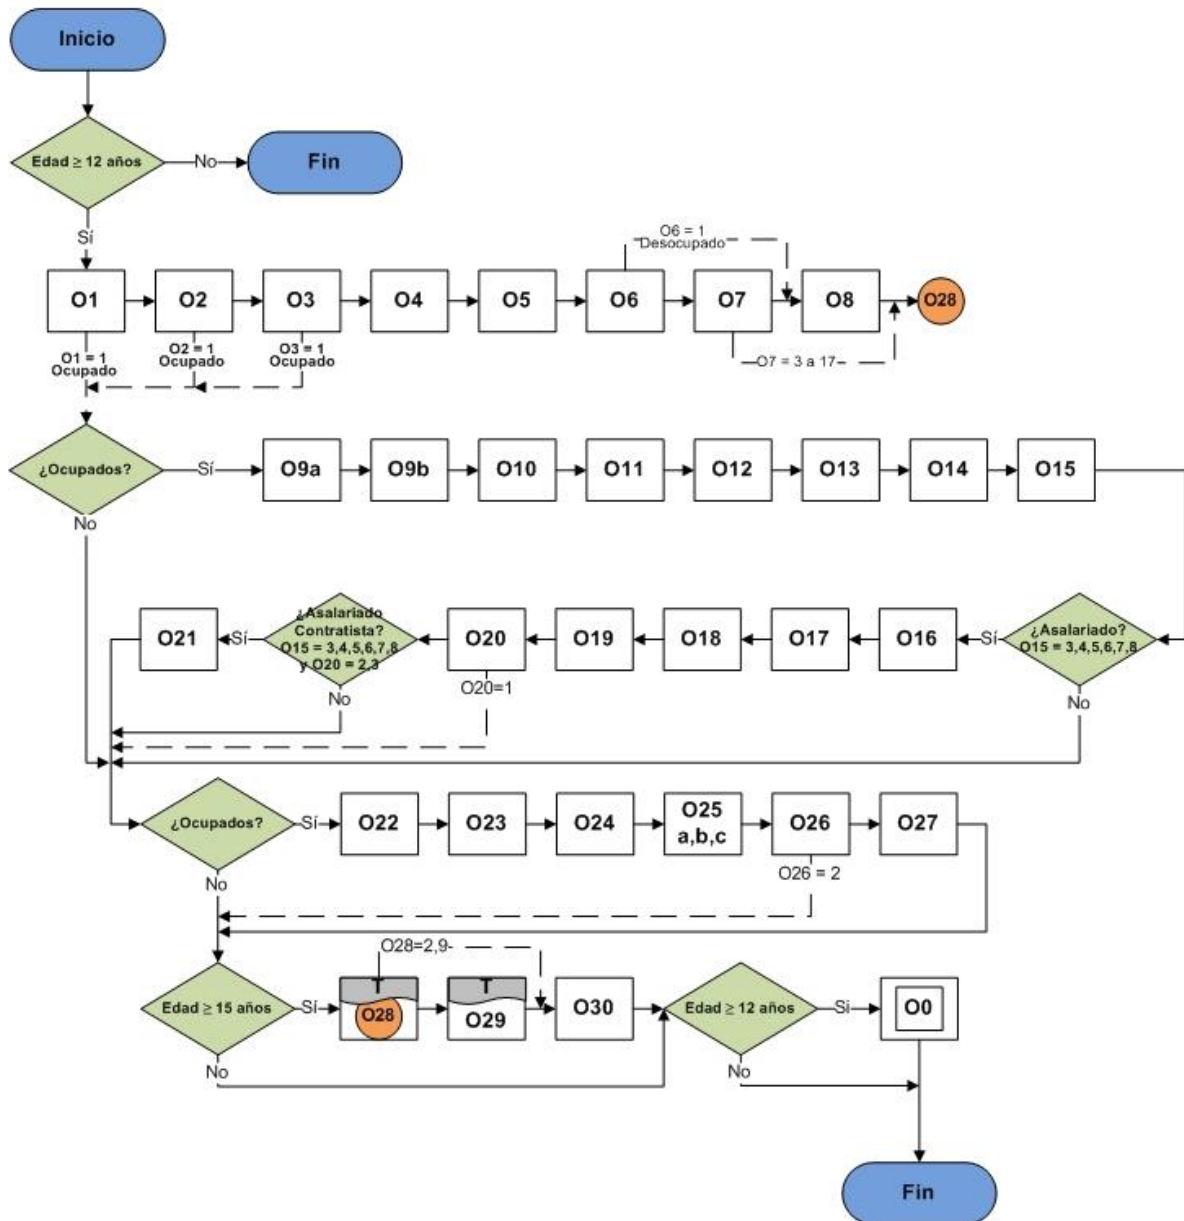 Inicio
Edad ≥ 12 años
No
Fin
Sí
O6 = 1
Desocupado
O1
O2
O3
O4
O5
O6
O7
O8
O28
O1 = 1
Ocupado
O2 = 1
Ocupado
O3 = 1
Ocupado
O7 = 3 a 17
¿Ocupados?
Sí
O9a
O9b
O10
O11
O12
O13
O14
O15
No
O21
Sí
¿Asalariado
Contratista?
O15 = 3,4,5,6,7,8
y O20 = 2,3
O20
O19
O18
O17
O16
Sí
¿Asalariado?
O15 = 3,4,5,6,7,8
No
O20=1
No
¿Ocupados?
Sí
O22
O23
O24
O25
a,b,c
O26
O27
No
O26 = 2
O28=2,9
Edad ≥ 15 años
Sí
T
O28
T
O29
O30
Edad ≥ 12 años
Si
O0
No
No
Fin